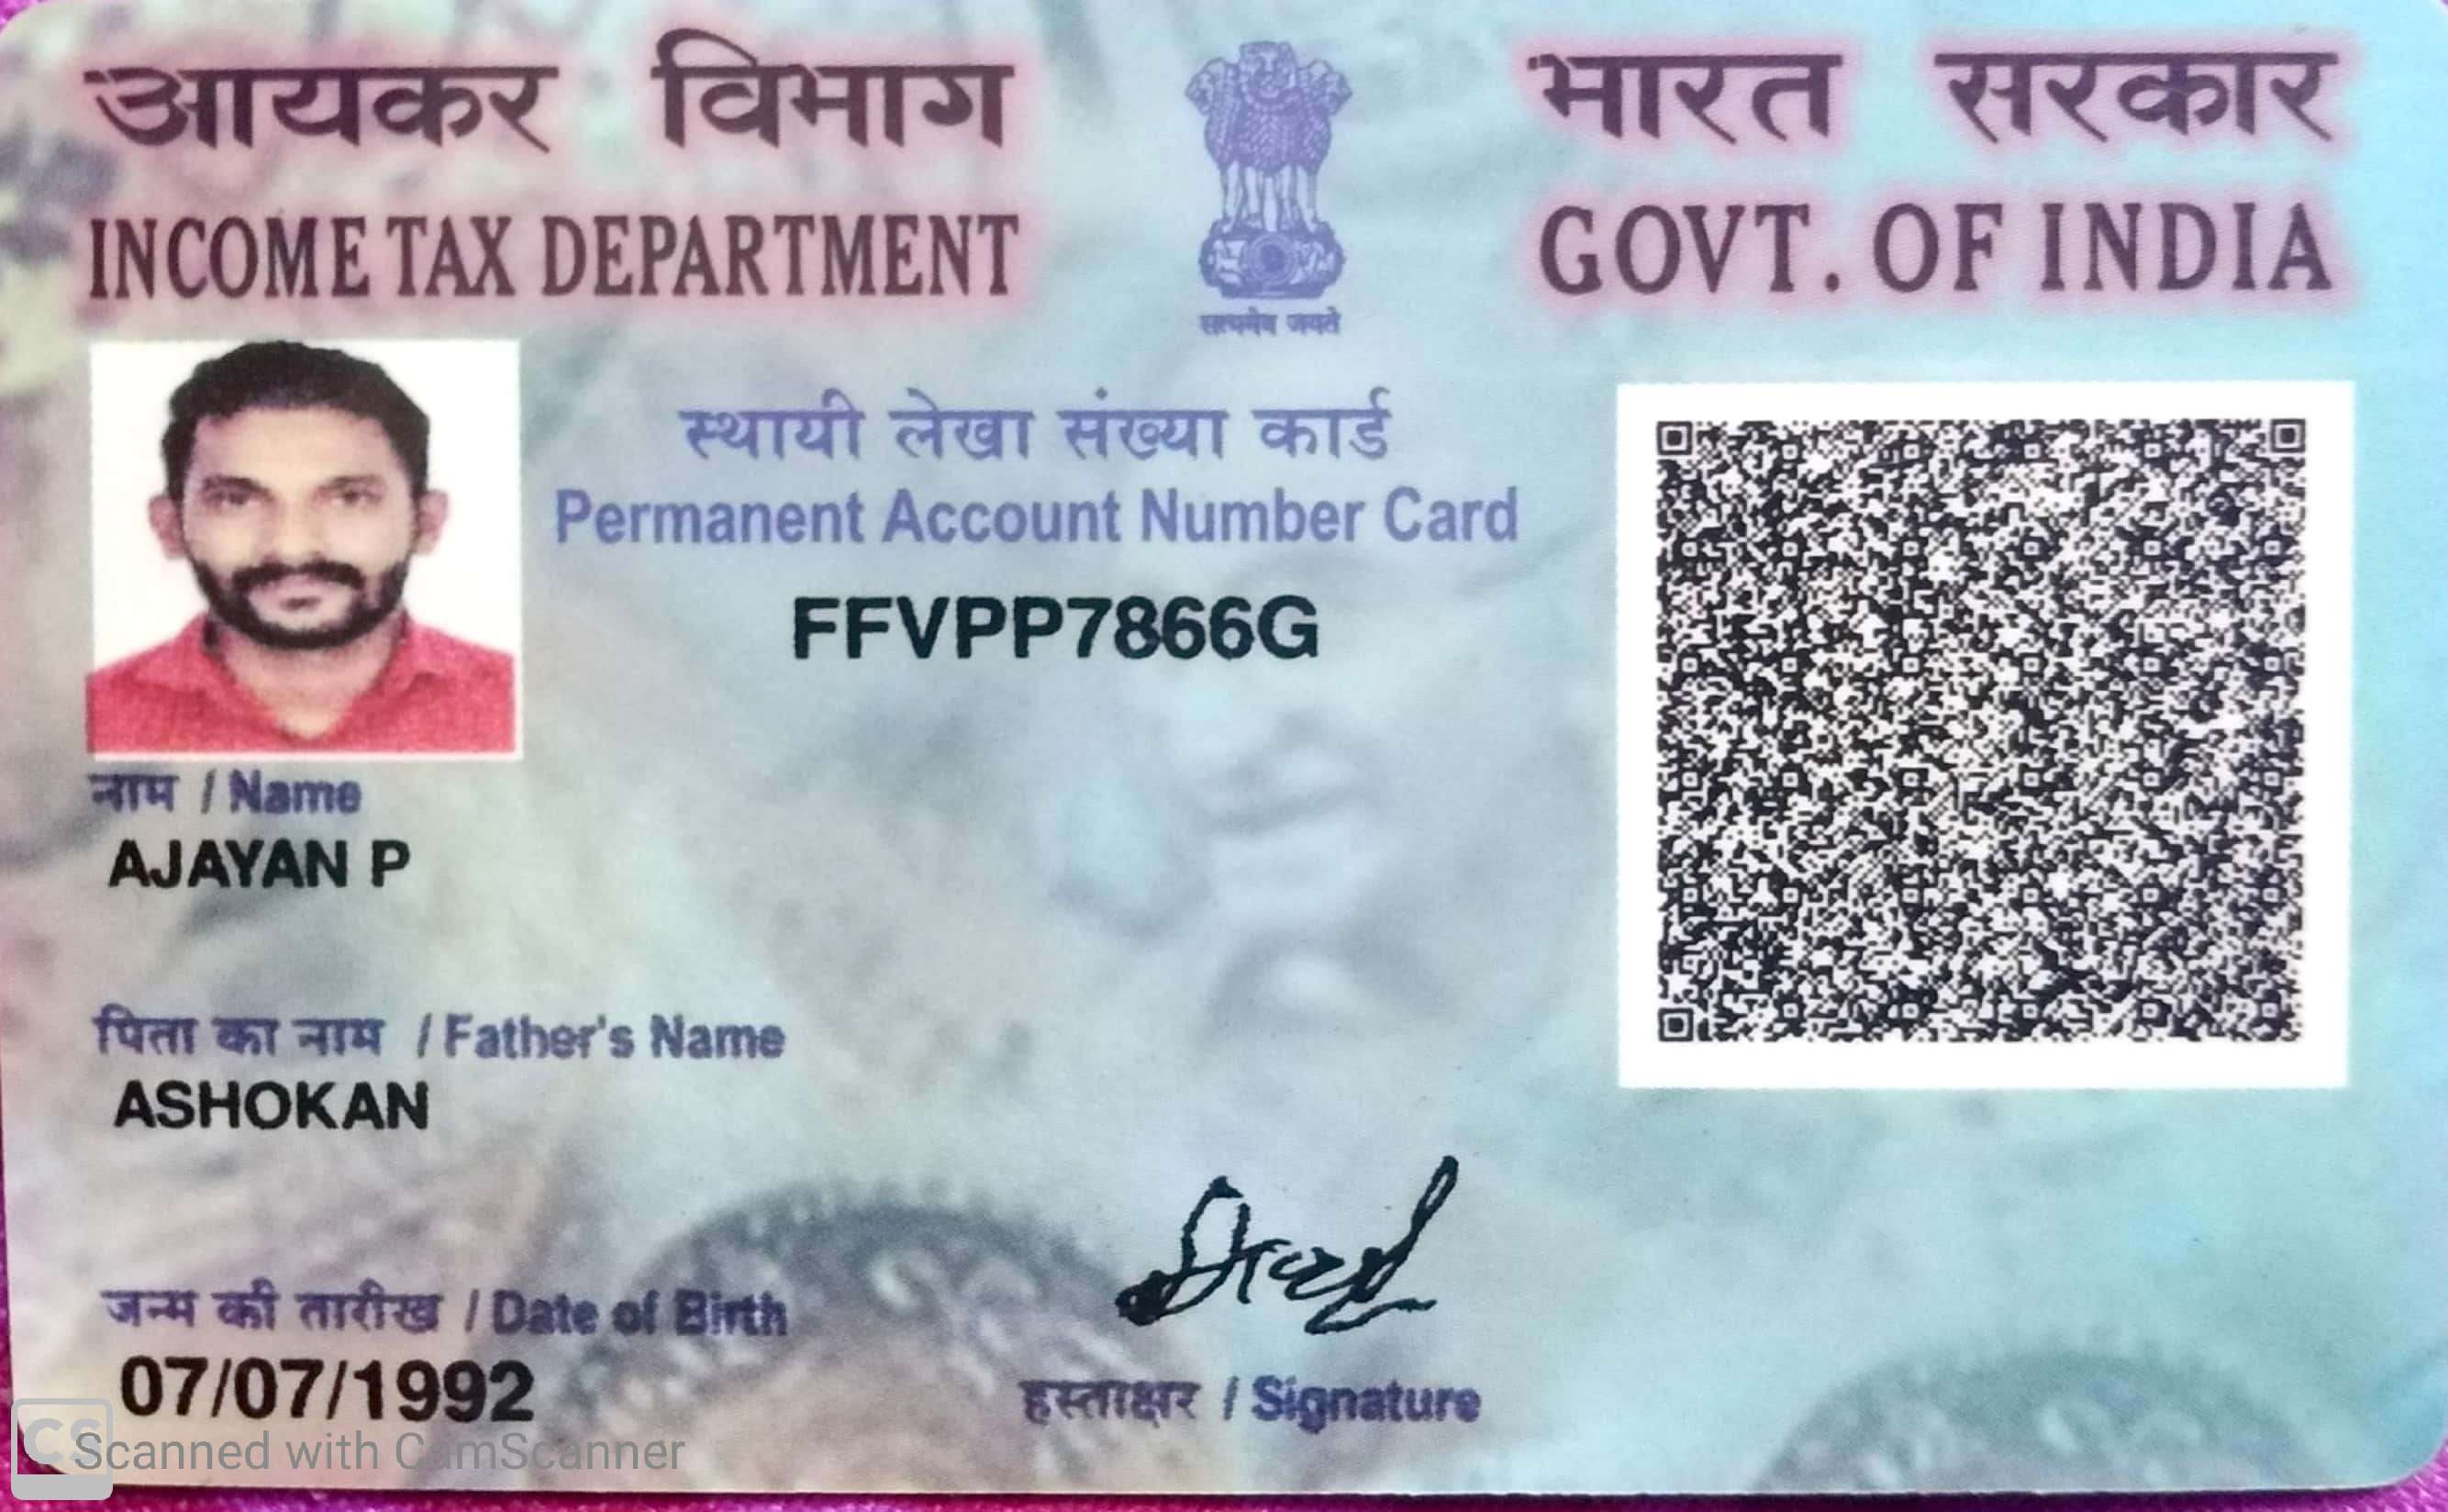 आयकर विभाग
INCOME TAX DEPARTMENT
सत्यमेव जयते
भारत सरकार
GOVT. OF INDIA
स्थायी लेखा संख्या कार्ड
Permanent Account Number Card
FFVPP7866G
नाम / Name
AJAYAN P
पिता का नाम / Father's Name
ASHOKAN
जन्म की तारीख / Date of Birth
07/07/1992
हस्ताक्षर / Signature
CS Scanned with CamScanner